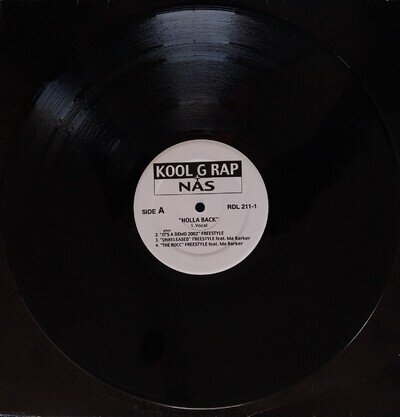 KOOL G RAP
NAS
SIDE A
RDL 211-1
"HOLLA BACK"
1. Vocal
2. "IT'S A DEMO 2002" FREESTYLE
3. "UNRELEASED" FREESTYLE feat. Ma Barker
4. "THE ROCC" FREESTYLE feat. Ma Barker